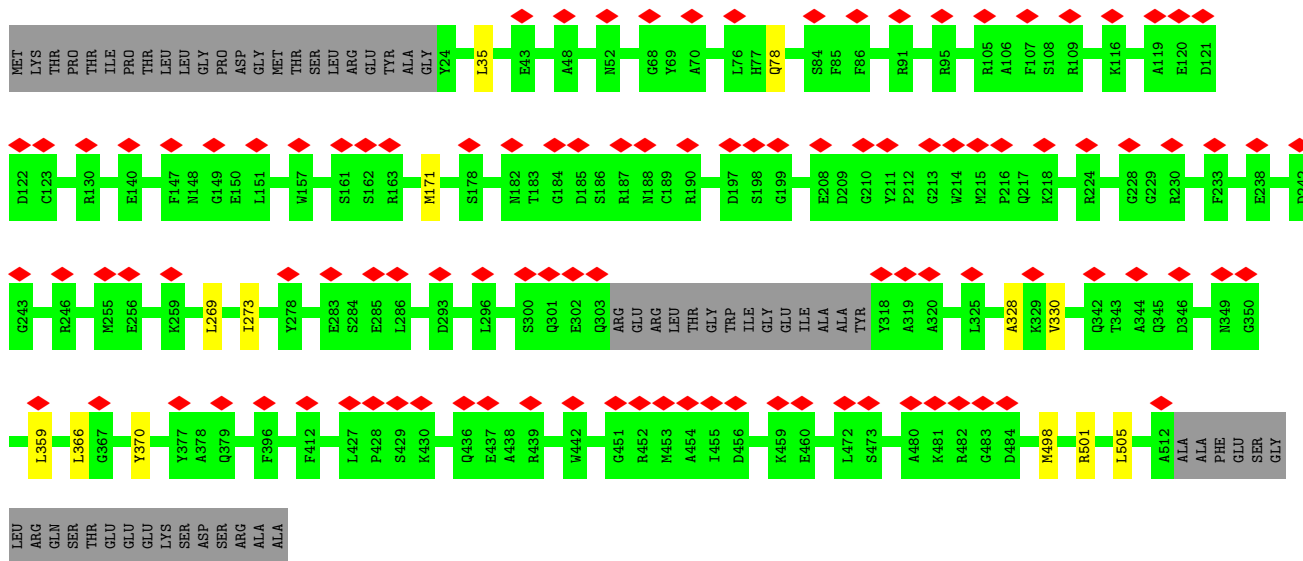 MET LYS THR PRO THR ILE PRO THR LEU LEU GLY PRO ASP GLY MET THR SER LEU ARG GLU TYR ALA GLY Y24 L35 E43 A48 N52 G68 Y69 A70 L76 H77 Q78 S84 F85 F86 R91 R95 R105 A106 F107 S108 R109 K116 A119 E120 D121
D122 C123 R130 E140 F147 N148 G149 E150 L151 W157 S161 S162 R163 M171 S178 N182 T183 G184 D185 S186 R187 N188 C189 R190 D197 S198 G199 E208 D209 G210 Y211 P212 G213 W214 M215 P216 Q217 K218 R224 G228 G229 R230 F233 E238 D242
G243 R246 M255 E256 K259 L269 I273 Y278 E283 S284 E285 L286 D293 L296 S300 Q301 E302 Q303 ARG GLU ARG LEU THR GLY TRP ILE GLY GLU ILE ALA ALA TYR Y318 A319 A320 L325 A328 K329 V330 Q342 T343 A344 Q345 D346 N349 G350
L359 L366 G367 Y370 Y377 A378 Q379 F396 F412 L427 P428 S429 K430 Q436 E437 A438 R439 W442 G451 R452 M453 A454 I455 D456 K459 E460 L472 S473 A480 K481 R482 G483 D484 M498 R501 L505 A512 ALA ALA PHE GLU SER GLY
LEU ARG GLN SER THR GLU GLU GLU LYS SER ASP SER ARG ALA ALA